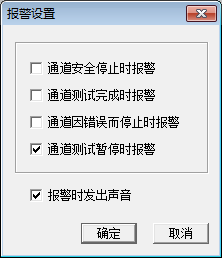 报警设置
通道安全停止时报警
通道测试完成时报警
通道因错误而停止时报警
通道测试暂停时报警
报警时发出声音
确定
取消